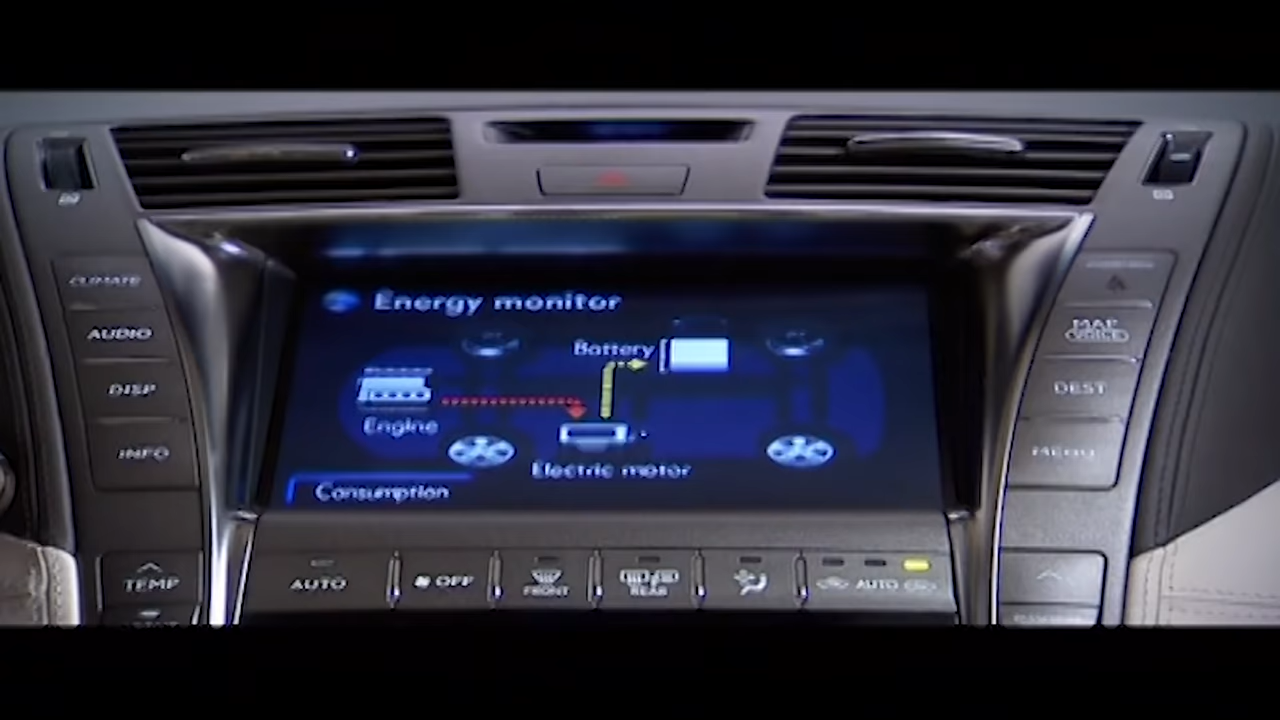 Energy monitor
CLIMATE
MAP
VOICE
AUDIO
Battery
DISP
DEST
Engine
INFO
MENU
Electric motor
Consumption
TEMP
AUTO
OFF
FRONT
REAR
AUTO